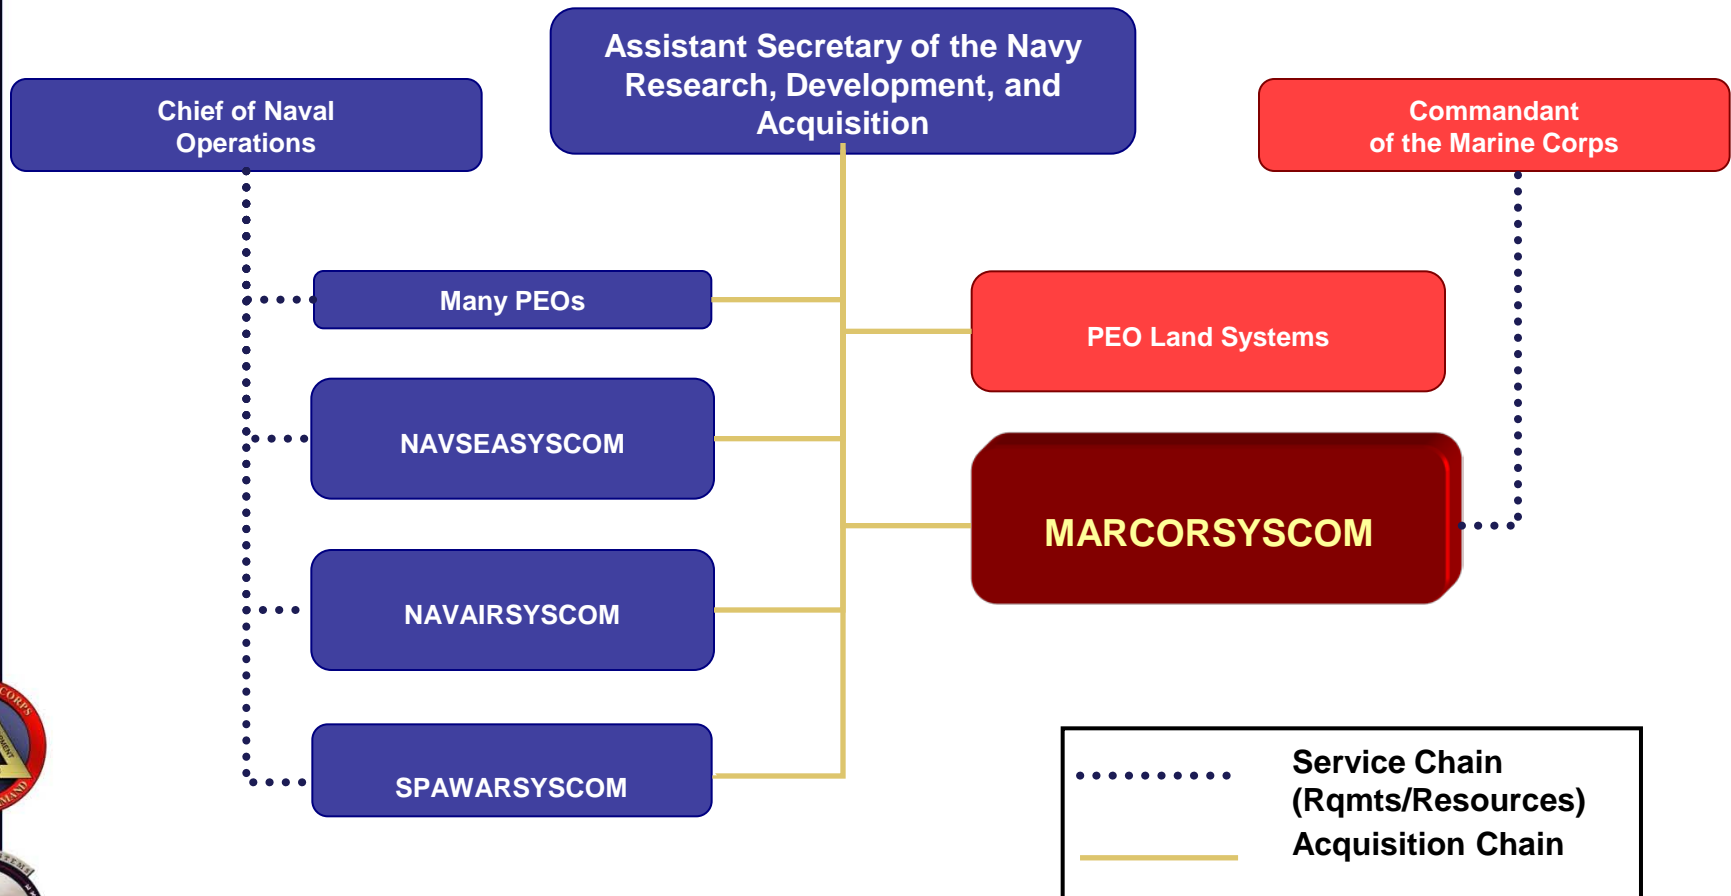 Assistant Secretary of the Navy
Research, Development, and
Acquisition
Chief of Naval
Operations
Commandant
of the Marine Corps
Many PEOs
PEO Land Systems
NAVSEASYSCOM
MARCORSYSCOM
NAVAIRSYSCOM
SPAWARSYSCOM
Service Chain
(Rqmts/Resources)
Acquisition Chain
CORPS